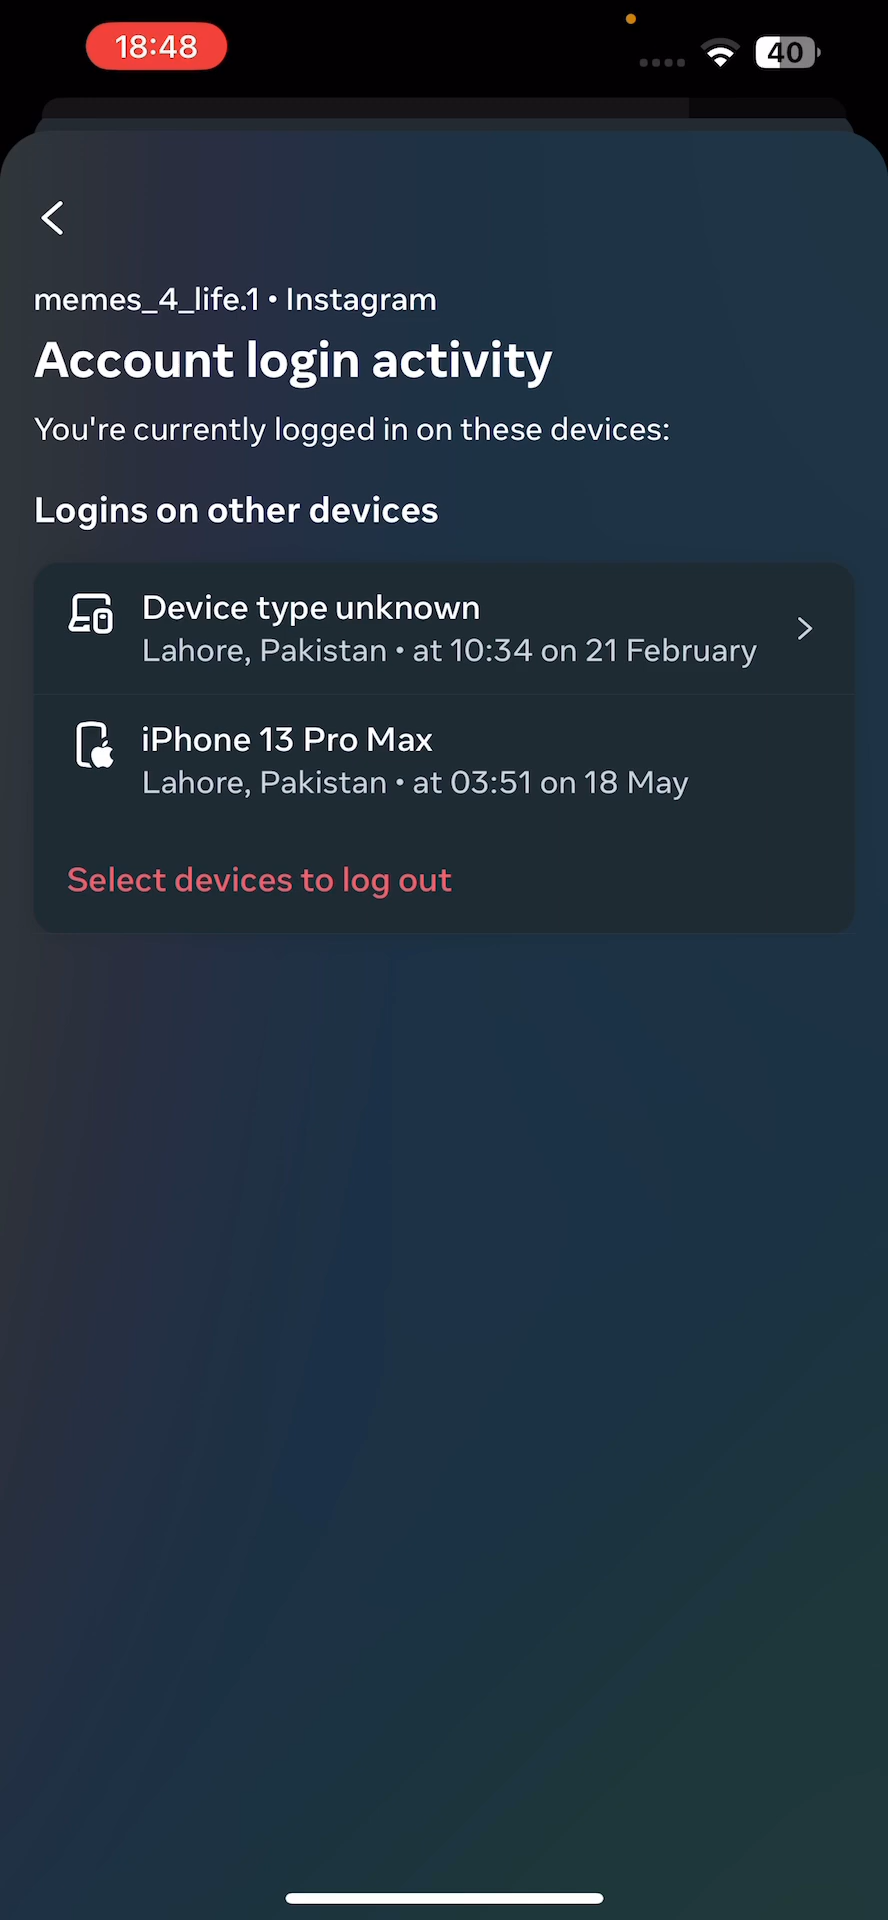 18:48
40
memes_4_life.1 • Instagram
Account login activity
You're currently logged in on these devices:
Logins on other devices
Device type unknown
Lahore, Pakistan • at 10:34 on 21 February
iPhone 13 Pro Max
Lahore, Pakistan • at 03:51 on 18 May
Select devices to log out